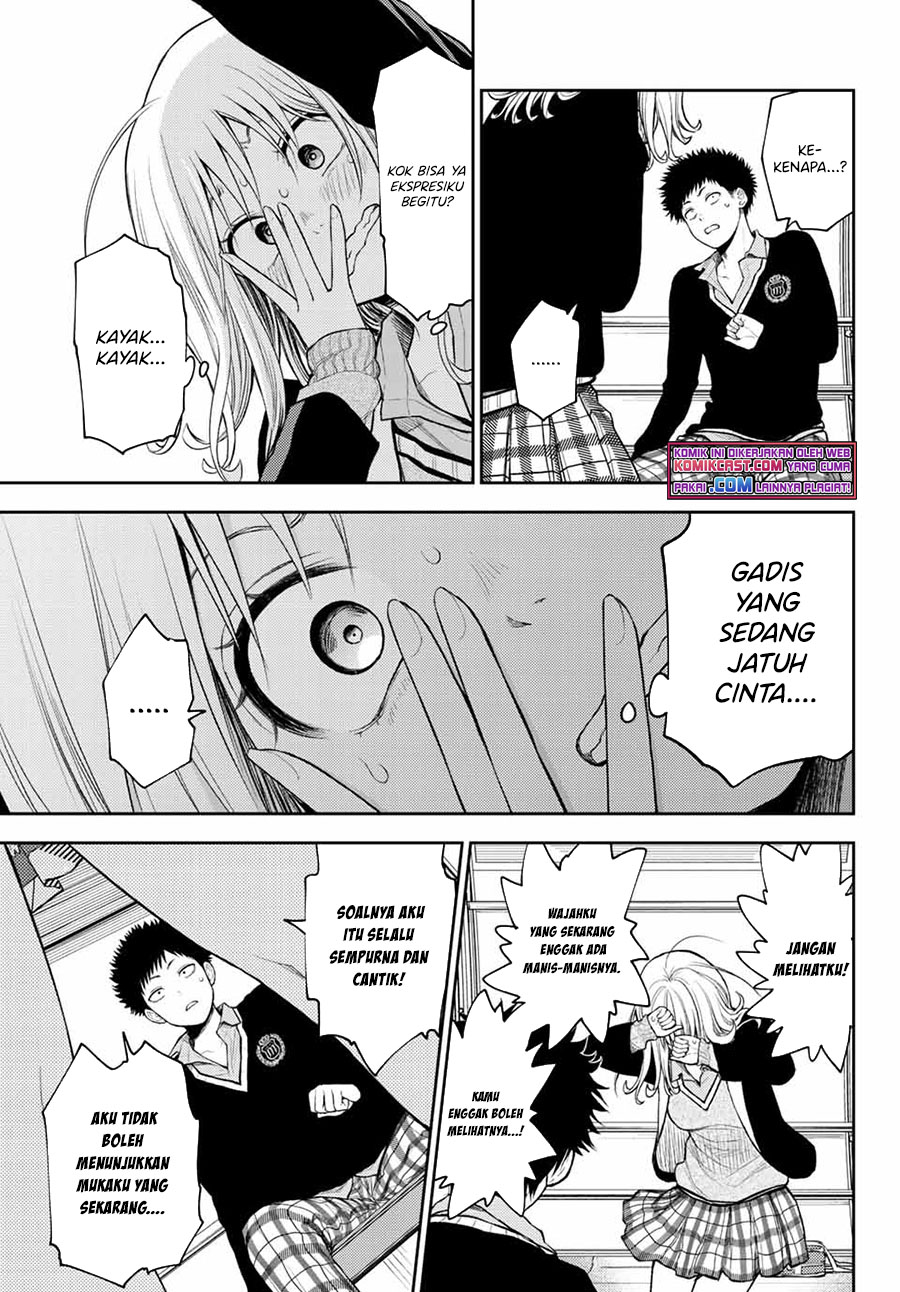 KE-
KENAPA...?
......
KOMIK INI DIKERJAKAN OLEH WEB
KOMIKCAST.COM YANG CUMA
PAKAI .COM LAINNYA PLAGIAT!
KOK BISA YA
EKSPRESIKU
BEGITU?
KAYAK...
KAYAK...
GADIS
YANG
SEDANG
JATUH
CINTA....
.....
JANGAN
MELIHATKU!
WAJAHKU
YANG SEKARANG
ENGGAK ADA
MANIS-MANISNYA.
KAMU
ENGGAK BOLEH
MELIHATNYA...!
SOALNYA AKU
ITU SELALU
SEMPURNA DAN
CANTIK!
AKU TIDAK
BOLEH
MENUNJUKKAN
MUKAKU YANG
SEKARANG....